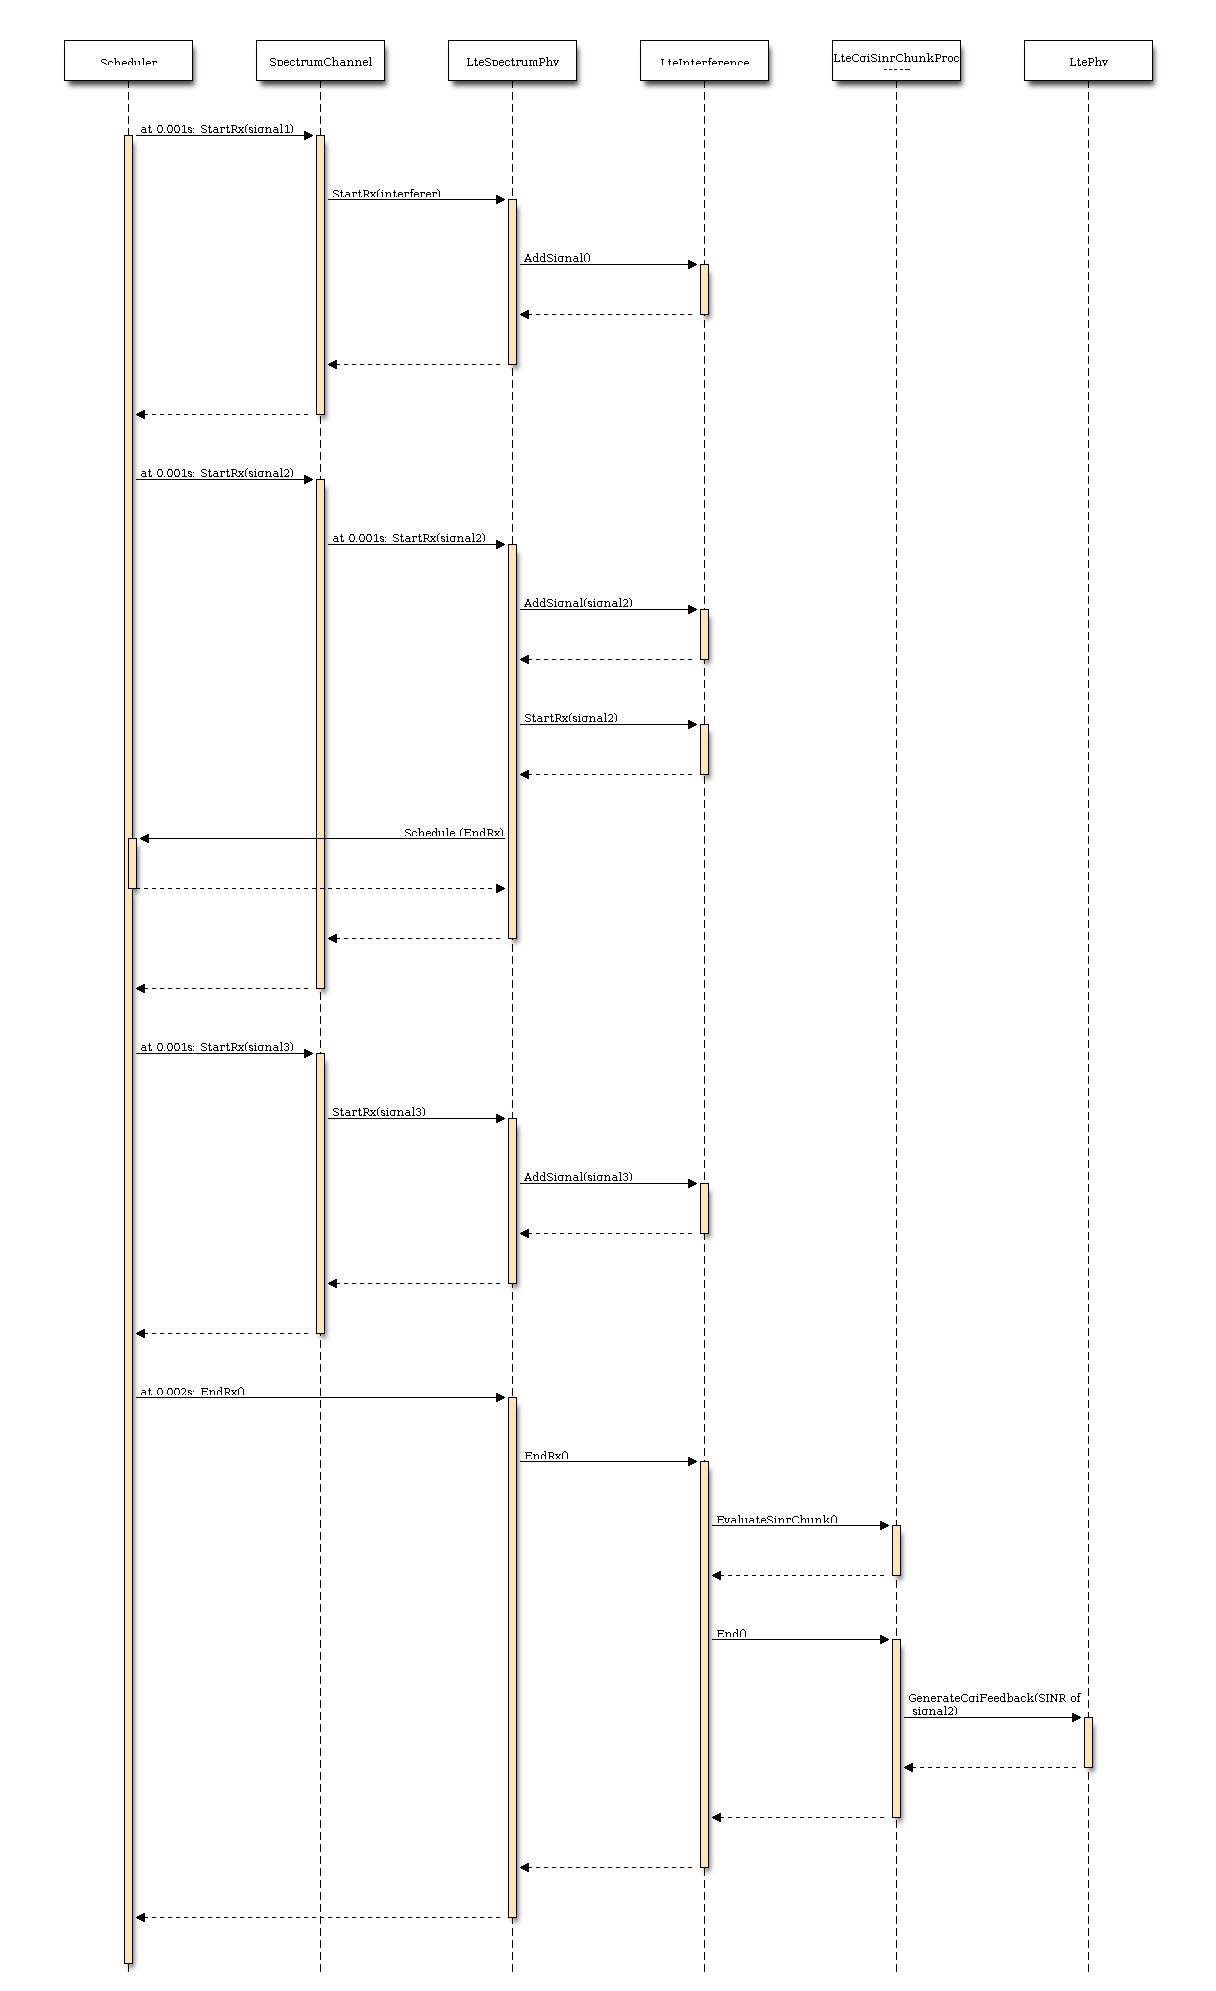 Scheduler
SpectrumChannel
LteSpectrumPhy
LteInterference
LteCqiSinrChunkProc
LtePhy
at 0.001s: StartRx(signal1)
StartRx(interferer)
AddSignal()
at 0.001s: StartRx(signal2)
at 0.001s: StartRx(signal2)
AddSignal(signal2)
StartRx(signal2)
Schedule (EndRx)
at 0.001s: StartRx(signal3)
StartRx(signal3)
AddSignal(signal3)
at 0.002s: EndRx()
EndRx()
EvaluateSinrChunk()
End()
GenerateCqiFeedback(SINR of
signal2)